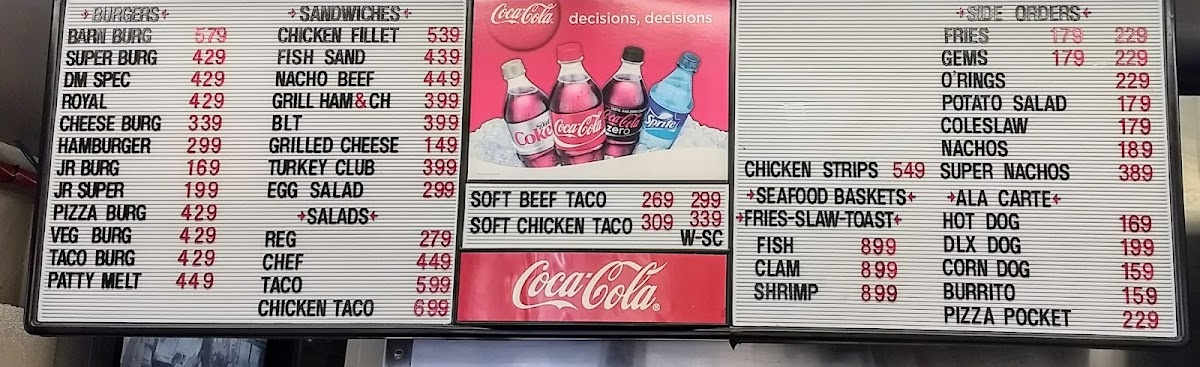 BURGERS
BARN BURG 579
SUPER BURG 429
DM SPEC 429
ROYAL 429
CHEESE BURG 339
HAMBURGER 299
JR BURG 169
JR SUPER 199
PIZZA BURG 429
VEG BURG 429
TACO BURG 429
PATTY MELT 449
SANDWICHES
CHICKEN FILLET 539
FISH SAND 439
NACHO BEEF 449
GRILL HAM&CH 399
BLT 399
GRILLED CHEESE 149
TURKEY CLUB 399
EGG SALAD 299
SALADS
REG 279
CHEF 449
TACO 599
CHICKEN TACO 699
Coca-Cola decisions, decisions
Coke
Coca-Cola
Coca-Cola
zero
Sprite
SOFT BEEF TACO 269 299
SOFT CHICKEN TACO 309 339
W-SC
Coca-Cola
CHICKEN STRIPS 549
SEAFOOD BASKETS
FRIES-SLAW-TOAST
FISH 899
CLAM 899
SHRIMP 899
SIDE ORDERS
FRIES 179 229
GEMS 179 229
O'RINGS 229
POTATO SALAD 179
COLESLAW 179
NACHOS 189
SUPER NACHOS 389
ALA CARTE
HOT DOG 169
DLX DOG 199
CORN DOG 159
BURRITO 159
PIZZA POCKET 229